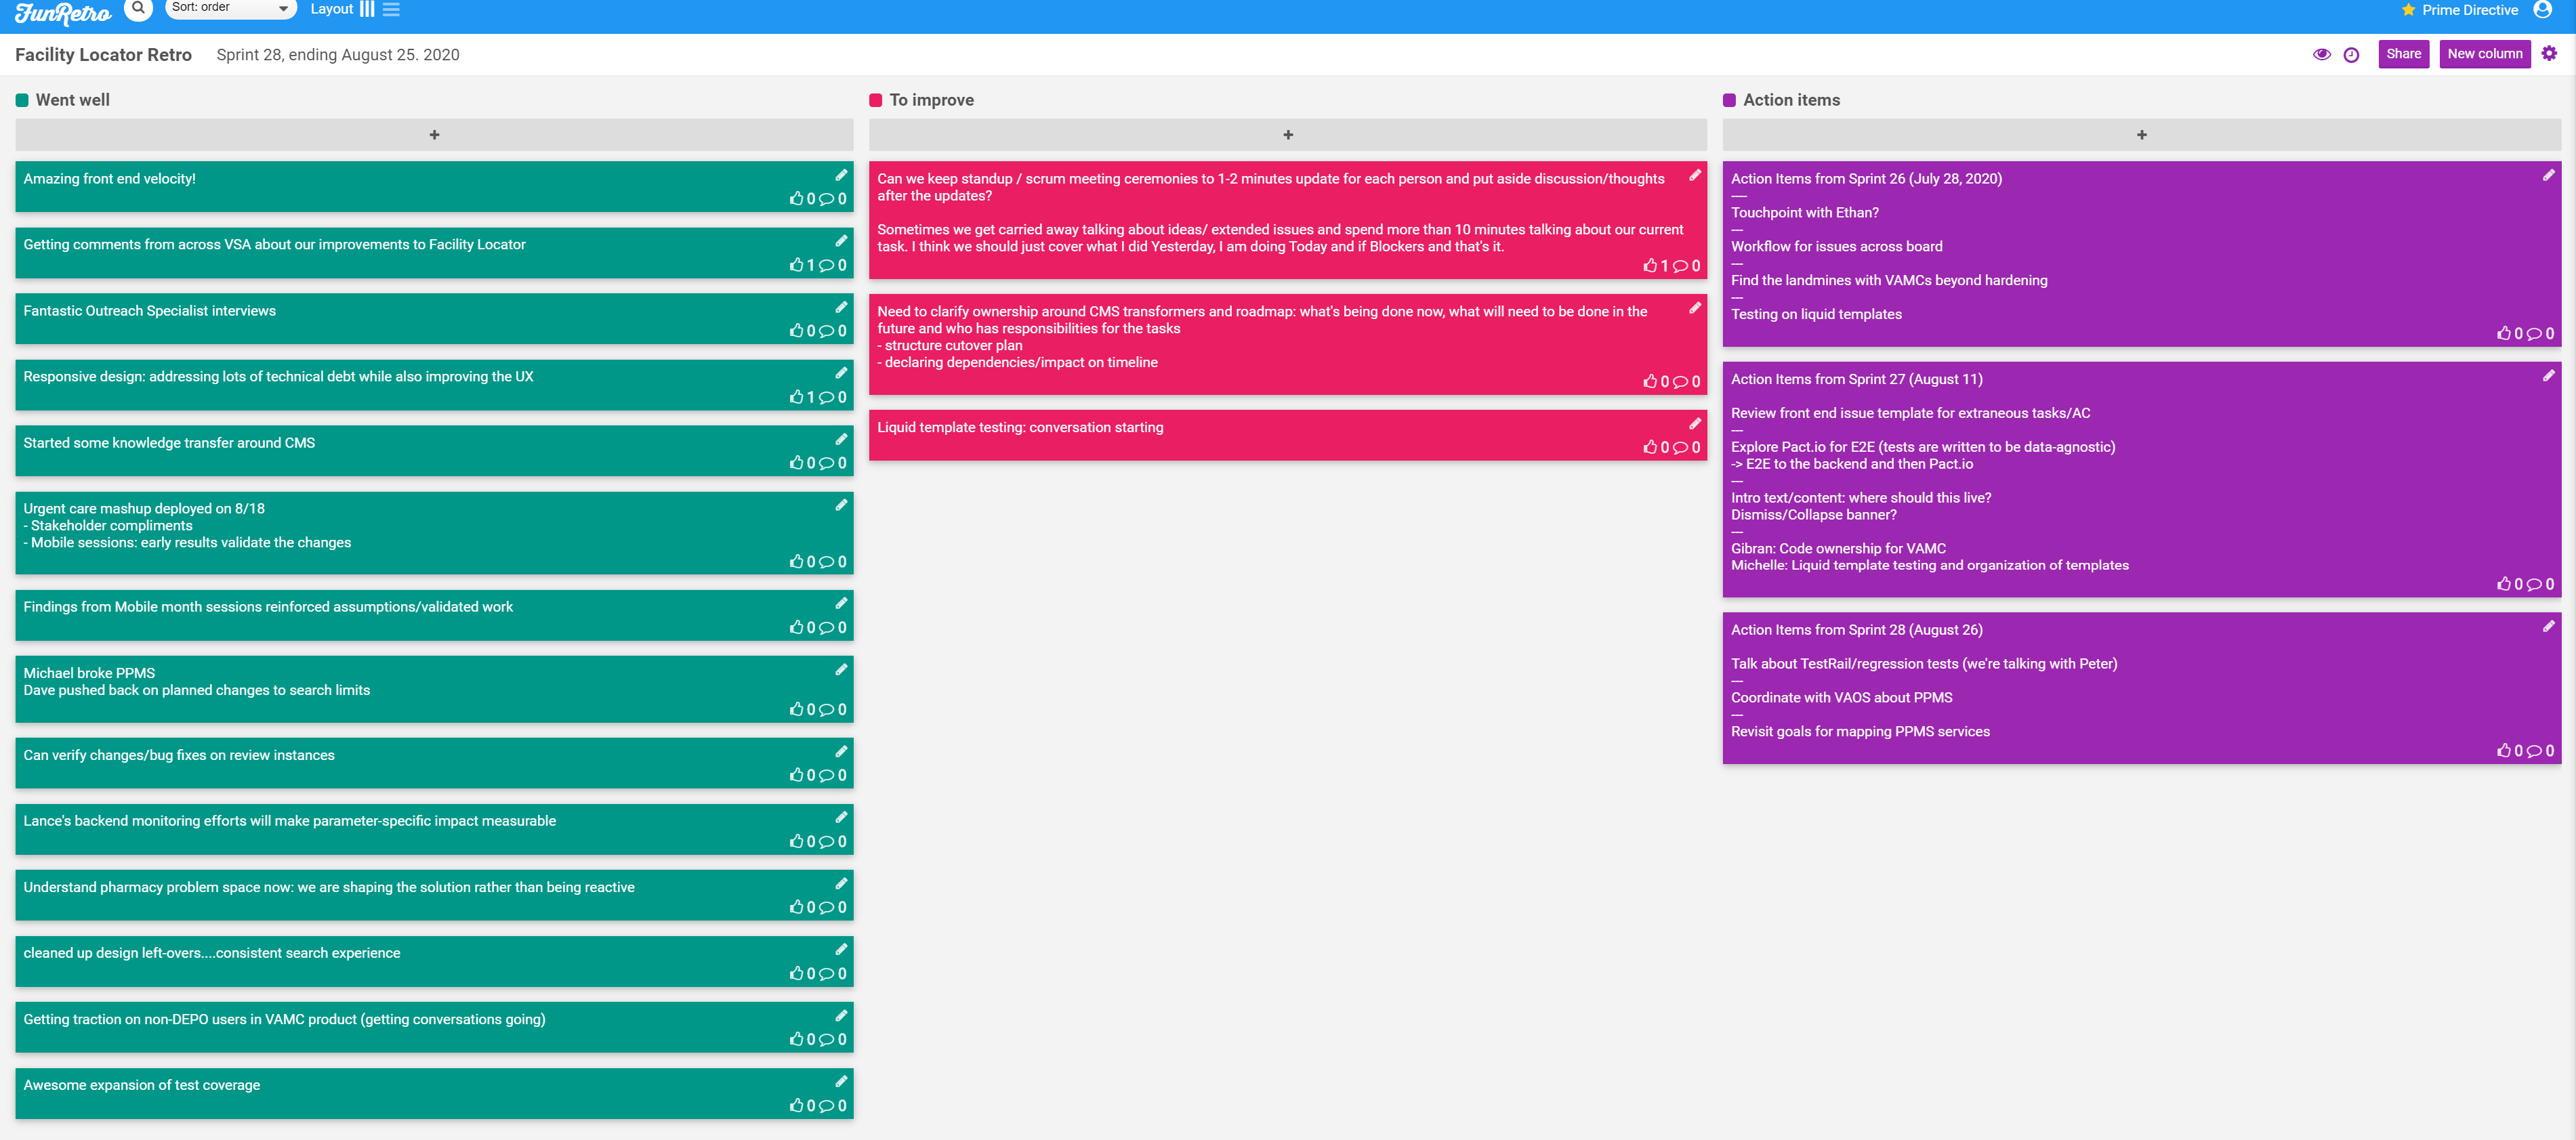 FunRetro
Sort: order
Layout
Prime Directive
Facility Locator Retro
Sprint 28, ending August 25. 2020
Share
New column
Went well
+
Amazing front end velocity!
0 0
Getting comments from across VSA about our improvements to Facility Locator
1 0
Fantastic Outreach Specialist interviews
0 0
Responsive design: addressing lots of technical debt while also improving the UX
1 0
Started some knowledge transfer around CMS
0 0
Urgent care mashup deployed on 8/18
- Stakeholder compliments
- Mobile sessions: early results validate the changes
0 0
Findings from Mobile month sessions reinforced assumptions/validated work
0 0
Michael broke PPMS
Dave pushed back on planned changes to search limits
0 0
Can verify changes/bug fixes on review instances
0 0
Lance's backend monitoring efforts will make parameter-specific impact measurable
0 0
Understand pharmacy problem space now: we are shaping the solution rather than being reactive
0 0
cleaned up design left-overs....consistent search experience
0 0
Getting traction on non-DEPO users in VAMC product (getting conversations going)
0 0
Awesome expansion of test coverage
0 0
To improve
+
Can we keep standup / scrum meeting ceremonies to 1-2 minutes update for each person and put aside discussion/thoughts
after the updates?
Sometimes we get carried away talking about ideas/ extended issues and spend more than 10 minutes talking about our current
task. I think we should just cover what I did Yesterday, I am doing Today and if Blockers and that's it.
1 0
Need to clarify ownership around CMS transformers and roadmap: what's being done now, what will need to be done in the
future and who has responsibilities for the tasks
- structure cutover plan
- declaring dependencies/impact on timeline
0 0
Liquid template testing: conversation starting
0 0
Action items
+
Action Items from Sprint 26 (July 28, 2020)
----
Touchpoint with Ethan?
---
Workflow for issues across board
---
Find the landmines with VAMCs beyond hardening
---
Testing on liquid templates
0 0
Action Items from Sprint 27 (August 11)
Review front end issue template for extraneous tasks/AC
---
Explore Pact.io for E2E (tests are written to be data-agnostic)
-> E2E to the backend and then Pact.io
---
Intro text/content: where should this live?
Dismiss/Collapse banner?
---
Gibran: Code ownership for VAMC
Michelle: Liquid template testing and organization of templates
0 0
Action Items from Sprint 28 (August 26)
Talk about TestRail/regression tests (we're talking with Peter)
---
Coordinate with VAOS about PPMS
---
Revisit goals for mapping PPMS services
0 0